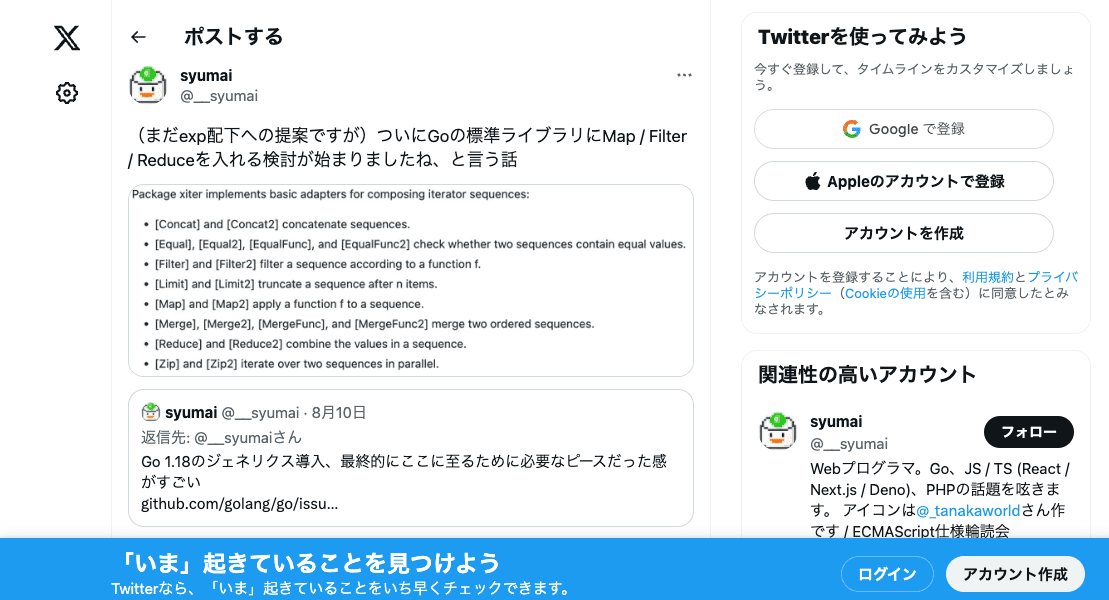 ポストする
syumai
@__syumai
（まだexp配下への提案ですが）ついにGoの標準ライブラリにMap / Filter
/ Reduceを入れる検討が始まりましたね、と言う話
Package xiter implements basic adapters for composing iterator sequences:
• [Concat] and [Concat2] concatenate sequences.
• [Equal], [Equal2], [EqualFunc], and [EqualFunc2] check whether two sequences contain equal values.
• [Filter] and [Filter2] filter a sequence according to a function f.
• [Limit] and [Limit2] truncate a sequence after n items.
• [Map] and [Map2] apply a function f to a sequence.
• [Merge], [Merge2], [MergeFunc], and [MergeFunc2] merge two ordered sequences.
• [Reduce] and [Reduce2] combine the values in a sequence.
• [Zip] and [Zip2] iterate over two sequences in parallel.
syumai @__syumai · 8月10日
返信先: @__syumaiさん
Go 1.18のジェネリクス導入、最終的にここに至るために必要なピースだった感
がすごい
github.com/golang/go/issu...
Twitterを使ってみよう
今すぐ登録して、タイムラインをカスタマイズしましょ
う。
Google で登録
Appleのアカウントで登録
アカウントを作成
アカウントを登録することにより、利用規約とプライバ
シーポリシー（Cookieの使用を含む）に同意したとみ
なされます。
関連性の高いアカウント
syumai
@__syumai
フォロー
Webプログラマ。Go、JS / TS (React /
Next.js / Deno)、PHPの話題を呟きま
す。 アイコンは@_tanakaworldさん作
です / ECMAScript仕様輪読会
「いま」起きていることを見つけよう
Twitterなら、「いま」起きていることをいち早くチェックできます。
ログイン
アカウント作成